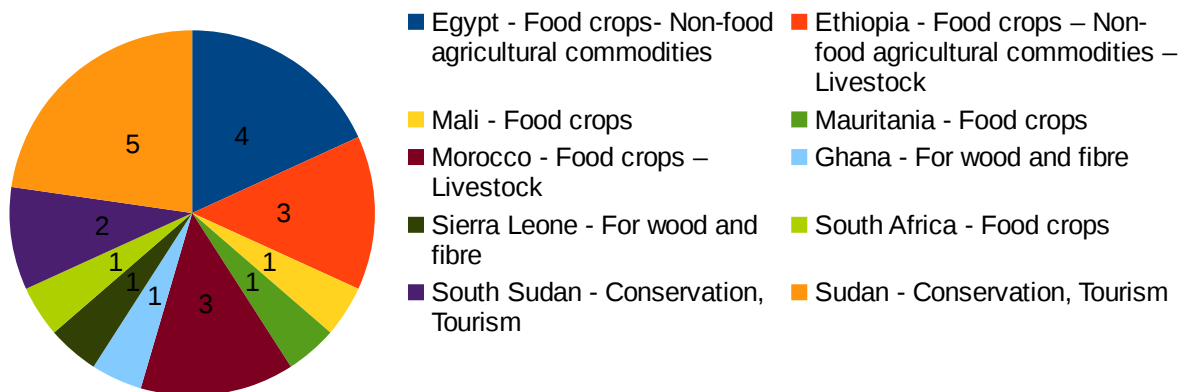 Egypt - Food crops- Non-food
agricultural commodities
Ethiopia - Food crops – Non-
food agricultural commodities –
Livestock
Mali - Food crops
Mauritania - Food crops
Morocco - Food crops –
Livestock
Ghana - For wood and fibre
Sierra Leone - For wood and
fibre
South Africa - Food crops
South Sudan - Conservation,
Tourism
Sudan - Conservation, Tourism
4
3
1
1
3
1
1
1
2
5